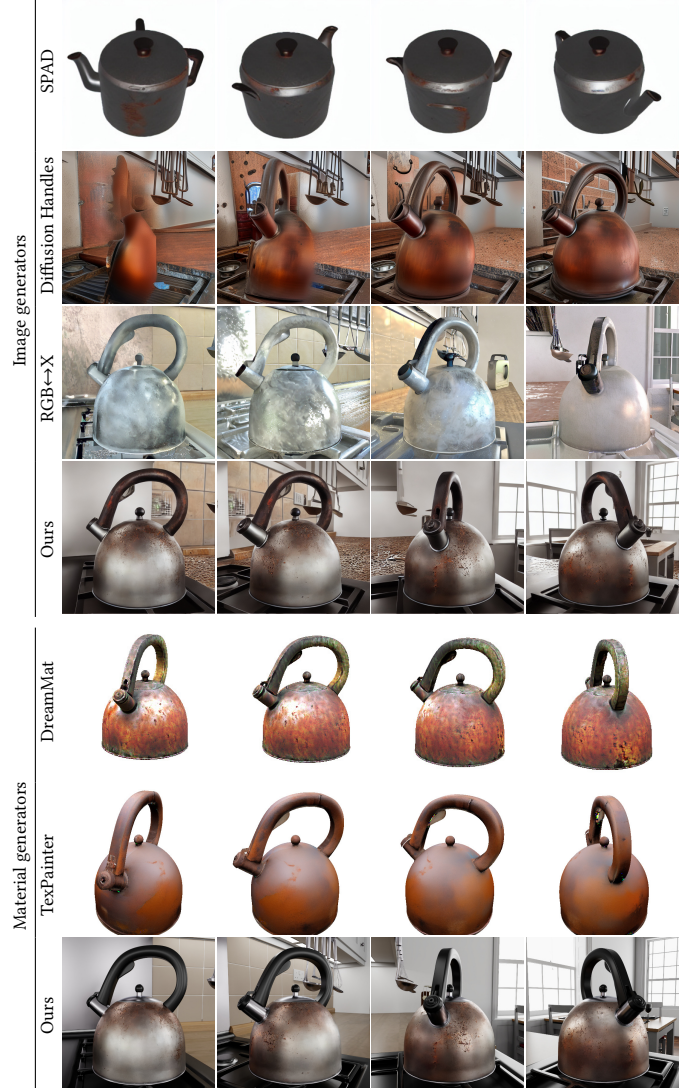 Image generators
SPAD
Diffusion Handles
RGB↔X
Ours
Material generators
DreamMat
TexPainter
Ours